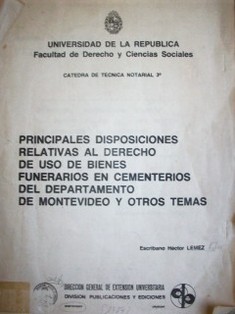 UNIVERSIDAD DE LA REPUBLICA
Facultad de Derecho y Ciencias Sociales
CATEDRA DE TECNICA NOTARIAL 3º
PRINCIPALES DISPOSICIONES
RELATIVAS AL DERECHO
DE USO DE BIENES
FUNERARIOS EN CEMENTERIOS
DEL DEPARTAMENTO
DE MONTEVIDEO Y OTROS TEMAS
Escribano Héctor LEMEZ
DIRECCION GENERAL DE EXTENSION UNIVERSITARIA
DIVISION PUBLICACIONES Y EDICIONES